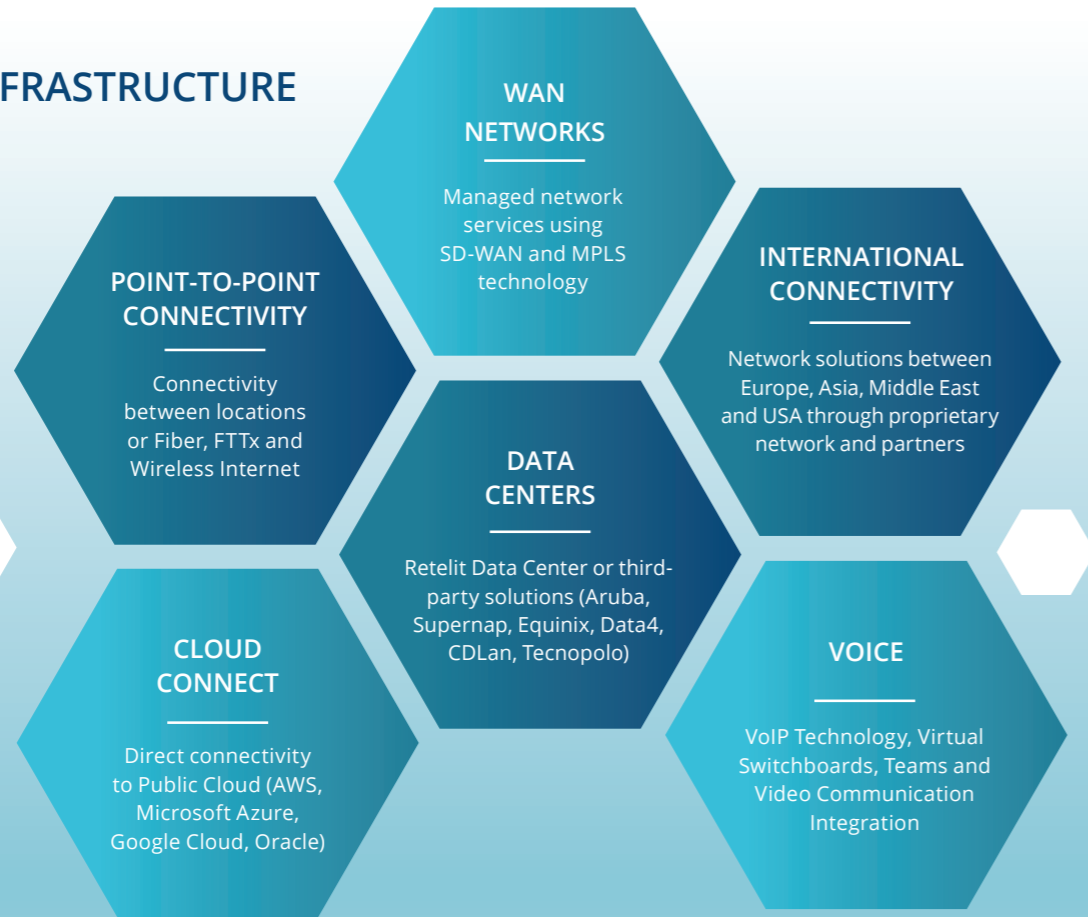 FRASTRUCTURE
WAN
NETWORKS
Managed network
services using
SD-WAN and MPLS
technology
POINT-TO-POINT
CONNECTIVITY
Connectivity
between locations
or Fiber, FTTx and
Wireless Internet
INTERNATIONAL
CONNECTIVITY
Network solutions between
Europe, Asia, Middle East
and USA through proprietary
network and partners
DATA
CENTERS
Retelit Data Center or third-
party solutions (Aruba,
Supernap, Equinix, Data4,
CDLan, Tecnopolo)
CLOUD
CONNECT
Direct connectivity
to Public Cloud (AWS,
Microsoft Azure,
Google Cloud, Oracle)
VOICE
VoIP Technology, Virtual
Switchboards, Teams and
Video Communication
Integration